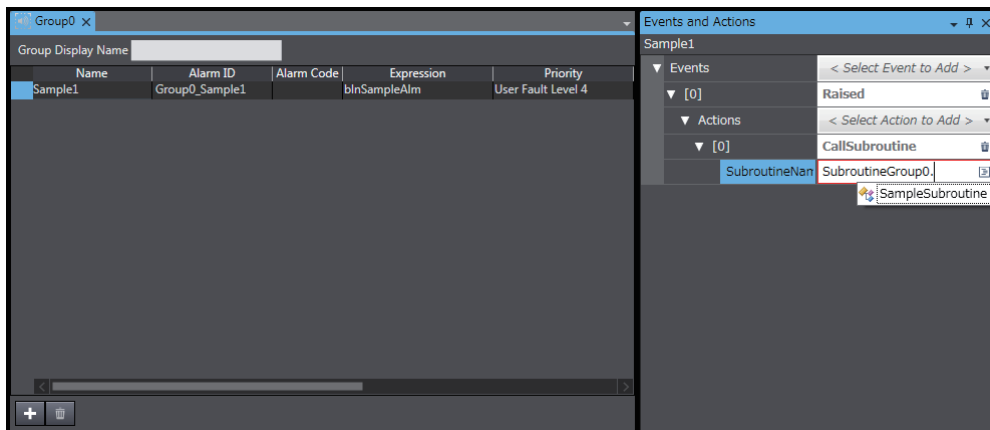 Group0
Group Display Name
Name Alarm ID Alarm Code Expression Priority
Sample1 Group0_Sample1 blnSampleAlm User Fault Level 4
Events and Actions
Sample1
Events < Select Event to Add >
[0] Raised
Actions < Select Action to Add >
[0] CallSubroutine
SubroutineNam SubroutineGroup0.
SampleSubroutine